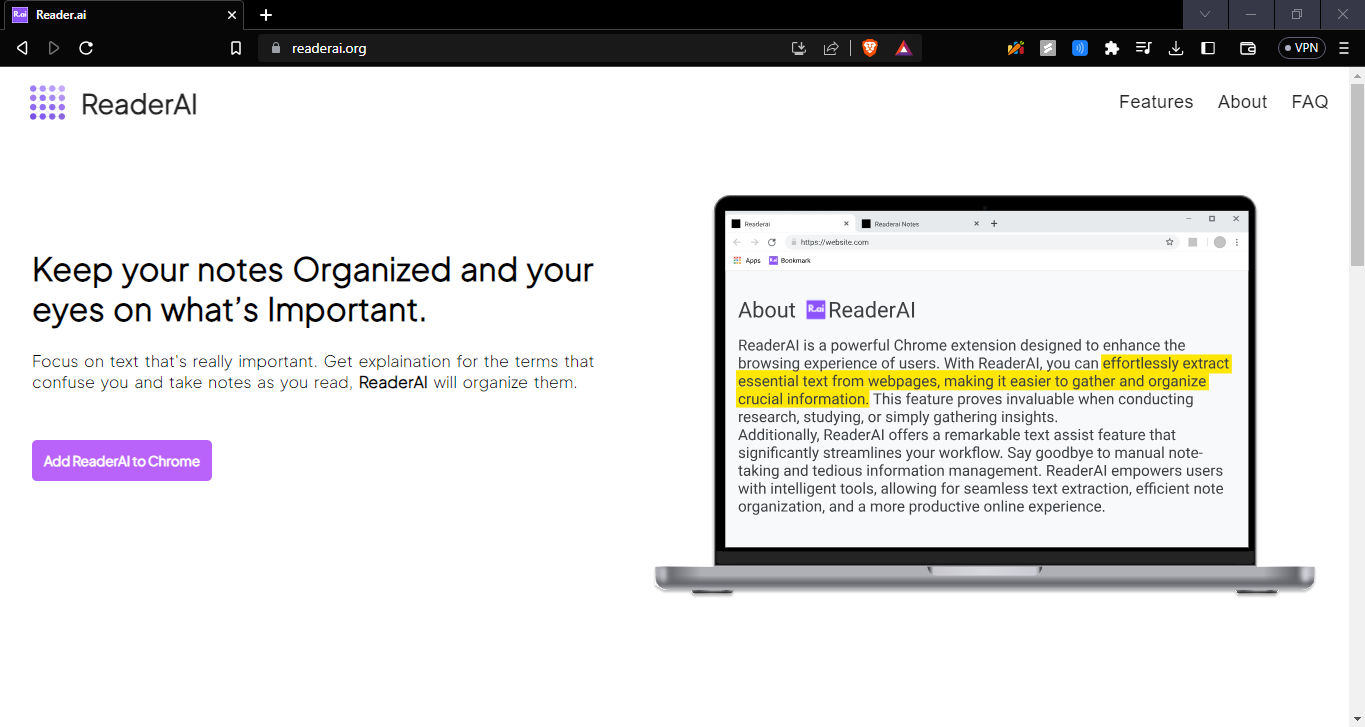 R.ai Reader.ai
readerai.org
VPN
ReaderAI
Features About FAQ
Keep your notes Organized and your
eyes on what’s Important.
Focus on text that's really important. Get explaination for the terms that
confuse you and take notes as you read, ReaderAI will organize them.
Add ReaderAI to Chrome
Readerai
Readerai Notes
https://website.com
Apps
R.ai Bookmark
About R.ai ReaderAI
ReaderAI is a powerful Chrome extension designed to enhance the
browsing experience of users. With ReaderAI, you can effortlessly extract
essential text from webpages, making it easier to gather and organize
crucial information. This feature proves invaluable when conducting
research, studying, or simply gathering insights.
Additionally, ReaderAI offers a remarkable text assist feature that
significantly streamlines your workflow. Say goodbye to manual note-
taking and tedious information management. ReaderAI empowers users
with intelligent tools, allowing for seamless text extraction, efficient note
organization, and a more productive online experience.